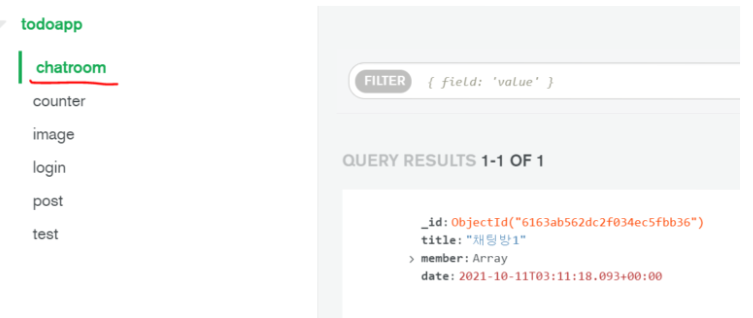 todoapp
chatroom
counter
image
login
post
test
FILTER { field: 'value' }
QUERY RESULTS 1-1 OF 1
_id: ObjectId("6163ab562dc2f034ec5fbb36")
title: "채팅방1"
> member: Array
date: 2021-10-11T03:11:18.093+00:00